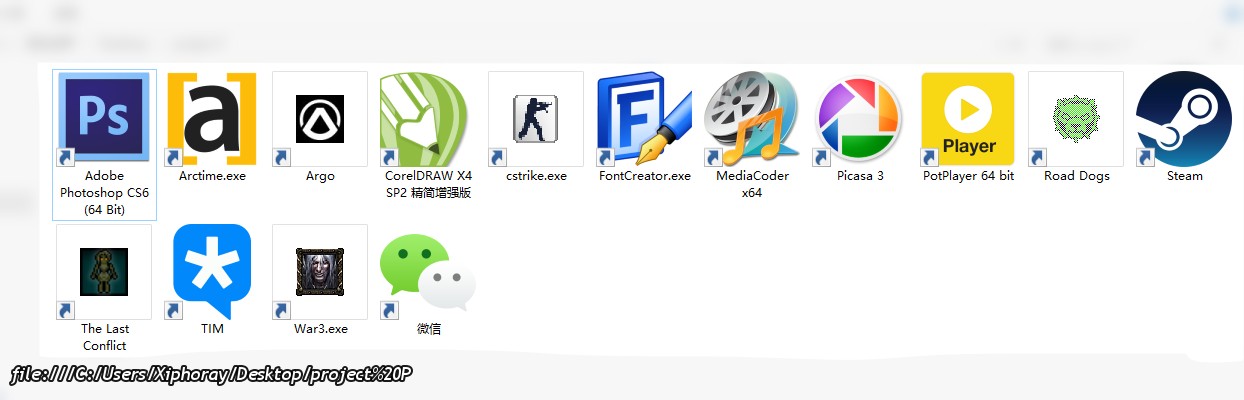 Ps
a
F
Player
Adobe
Photoshop CS6
(64 Bit)
Arctime.exe
Argo
CorelDRAW X4
SP2 精简增强版
cstrike.exe
FontCreator.exe
MediaCoder
x64
Picasa 3
PotPlayer 64 bit
Road Dogs
Steam
The Last
Conflict
TIM
War3.exe
微信
file:///C:/Users/Xiphoray/Desktop/project%20P